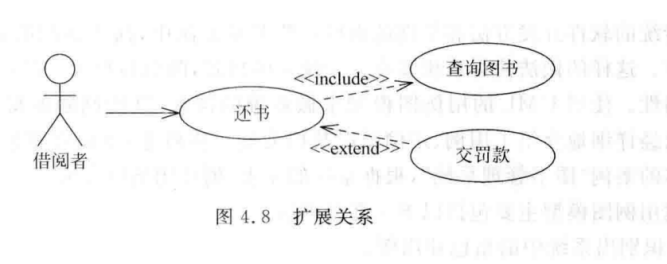 <<include>>
查询图书
还书
<<extend>>
交罚款
借阅者
图 4.8 扩展关系